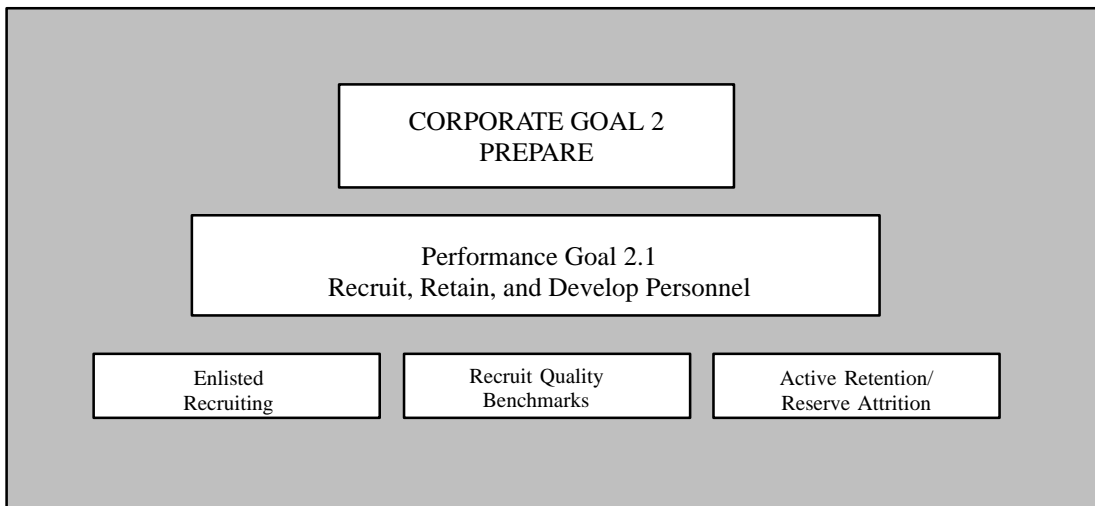 CORPORATE GOAL 2
PREPARE
Performance Goal 2.1
Recruit, Retain, and Develop Personnel
Enlisted
Recruiting
Recruit Quality
Benchmarks
Active Retention/
Reserve Attrition